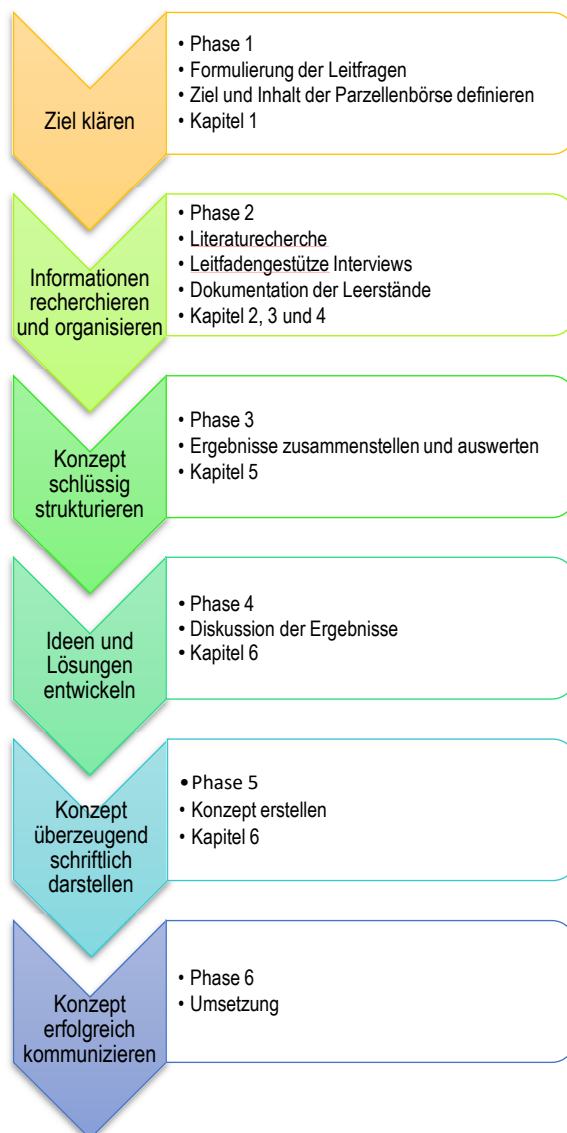 Ziel klären
• Phase 1
• Formulierung der Leitfragen
• Ziel und Inhalt der Parzellenbörse definieren
• Kapitel 1
Informationen
recherchieren
und organisieren
• Phase 2
• Literaturecherche
• Leitfadengestütze Interviews
• Dokumentation der Leerstände
• Kapitel 2, 3 und 4
Konzept
schlüssig
strukturieren
• Phase 3
• Ergebnisse zusammenstellen und auswerten
• Kapitel 5
Ideen und
Lösungen
entwickeln
• Phase 4
• Diskussion der Ergebnisse
• Kapitel 6
Konzept
überzeugend
schriftlich
darstellen
• Phase 5
• Konzept erstellen
• Kapitel 6
Konzept
erfolgreich
kommunizieren
• Phase 6
• Umsetzung